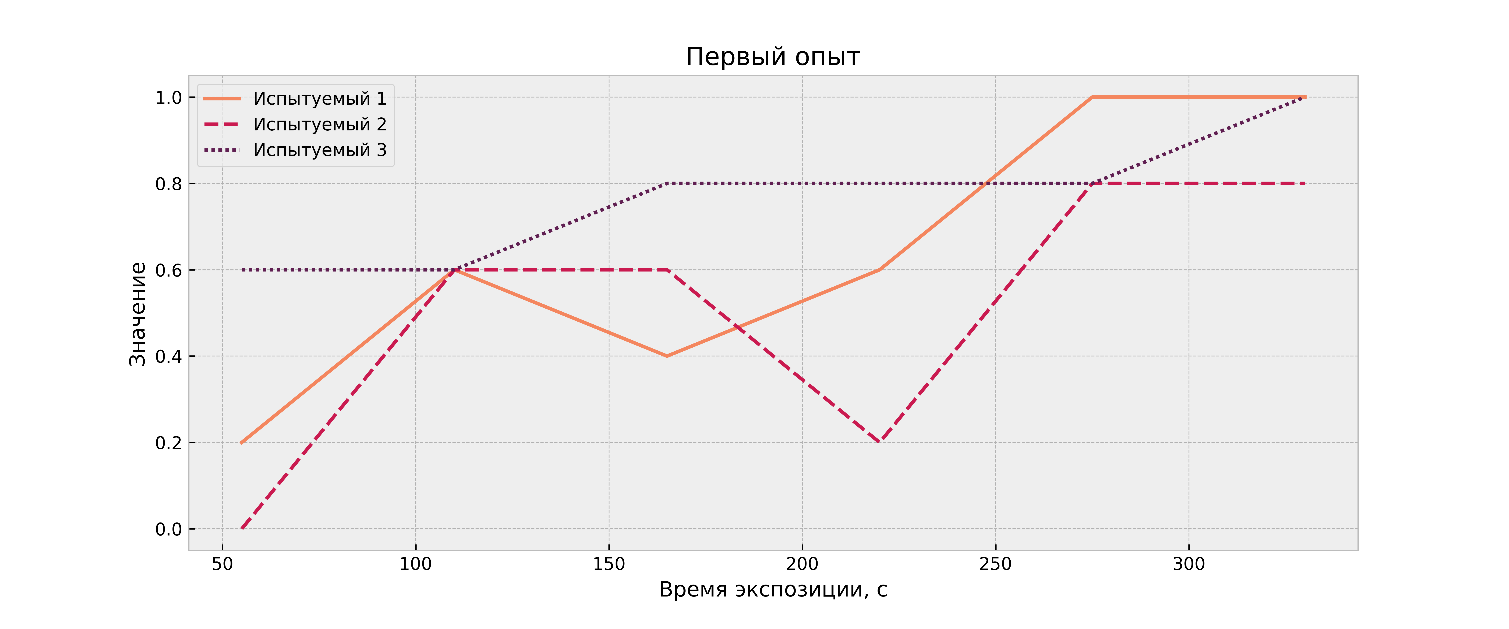 Первый опыт
Испытуемый 1
Испытуемый 2
Испытуемый 3
Значение
1.0
0.8
0.6
0.4
0.2
0.0
50 100 150 200 250 300
Время экспозиции, с